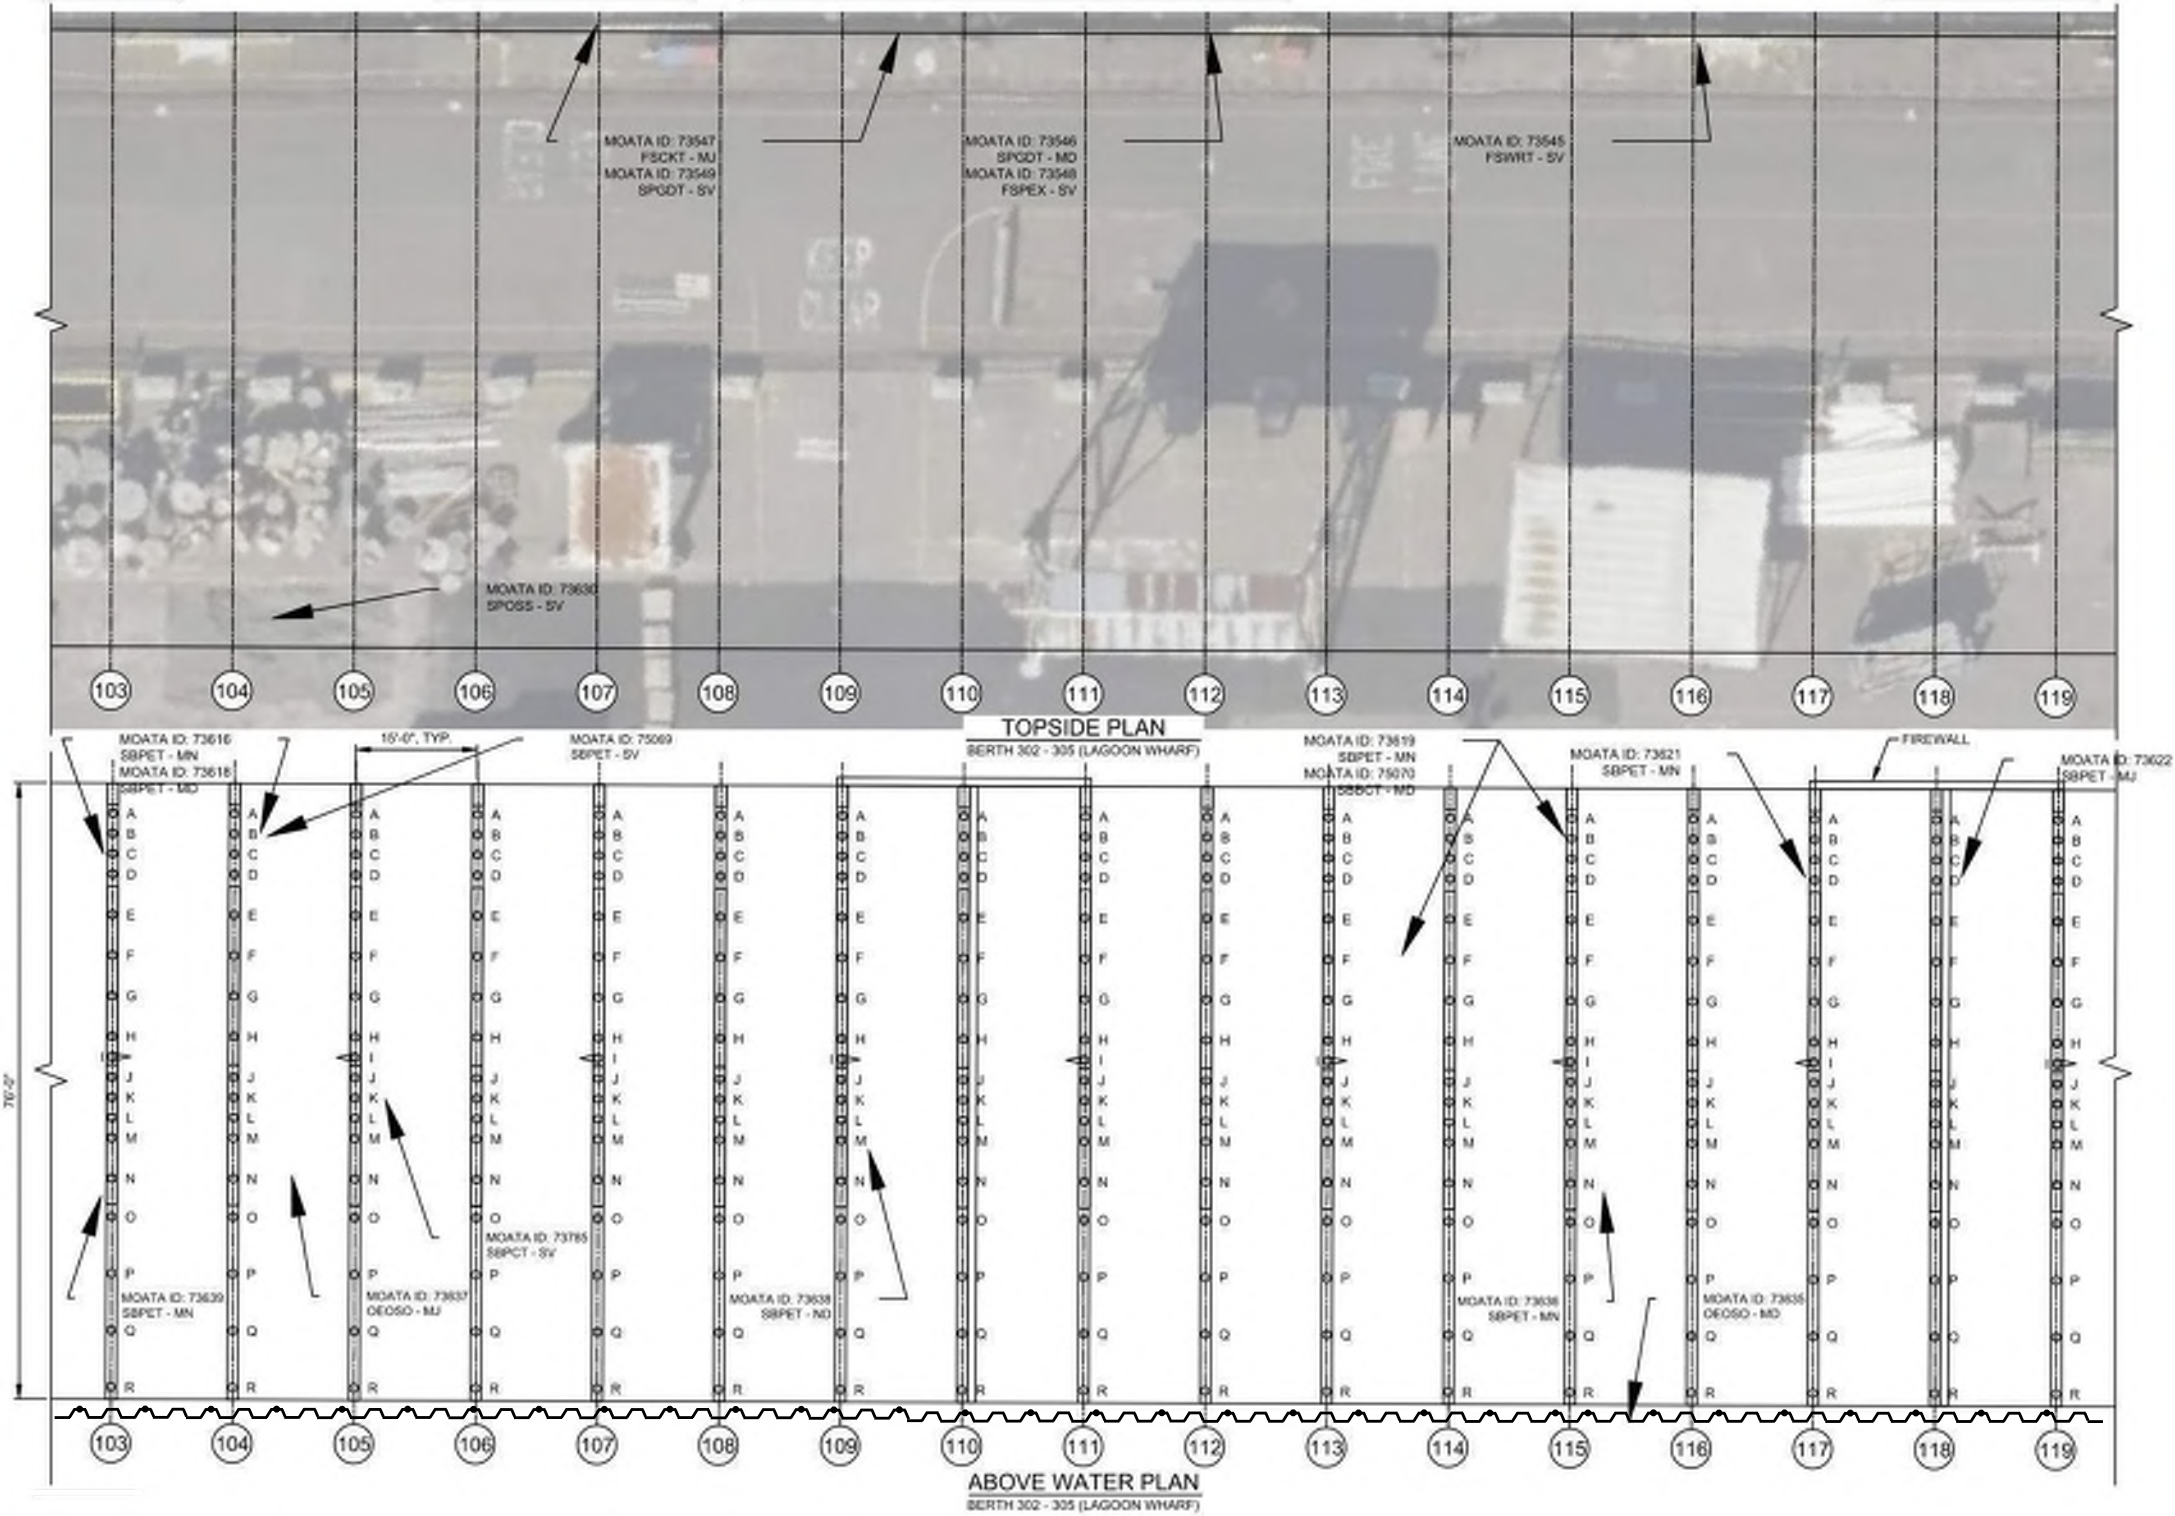 MOATA ID: 73547
FSCKT - MJ
MOATA ID: 73549
SPGDT - SV
MOATA ID: 73546
SPGDT - MD
MOATA ID: 73548
FSPEX - SV
MOATA ID: 73545
FSWRT - SV
FIRE
KEEP
CLEAR
MOATA ID: 73630
SPOSS - SV
103 104 105 106 107 108 109 110 111 112 113 114 115 116 117 118 119
TOPSIDE PLAN
BERTH 302 - 305 (LAGOON WHARF)
MOATA ID: 73616
SBPET - MN
MOATA ID: 73618
SBPET - MD
15'-0", TYP.
MOATA ID: 75069
SBPET - SV
MOATA ID: 73619
SBPET - MN
MOATA ID: 75070
SBBCT - MD
MOATA ID: 73621
SBPET - MN
FIREWALL
MOATA ID: 73622
SBPET - MJ
76'-0"
A A A A A A A A A A A A A A A A A
B B B B B B B B B B B B B B B B B
C C C C C C C C C C C C C C C C C
D D D D D D D D D D D D D D D D D
E E E E E E E E E E E E E E E E E
F F F F F F F F F F F F F F F F F
G G G G G G G G G G G G G G G G G
H H H H H H H H H H H H H H H H H
I I I I I I I I I
J J J J J J J J J J J J J J J J J
K K K K K K K K K K K K K K K K K
L L L L L L L L L L L L L L L L L
M M M M M M M M M M M M M M M M M
N N N N N N N N N N N N N N N N N
O O O O O O O O O O O O O O O O O
MOATA ID: 73785
SBPCT - SV
P P P P P P P P P P P P P P P P P
MOATA ID: 73639
SBPET - MN
MOATA ID: 73637
OEOSO - MJ
MOATA ID: 73638
SBPET - ND
MOATA ID: 73636
SBPET - MN
MOATA ID: 73635
OEOSO - MD
Q Q Q Q Q Q Q Q Q Q Q Q Q Q Q Q Q
R R R R R R R R R R R R R R R R R
103 104 105 106 107 108 109 110 111 112 113 114 115 116 117 118 119
ABOVE WATER PLAN
BERTH 302 - 305 (LAGOON WHARF)